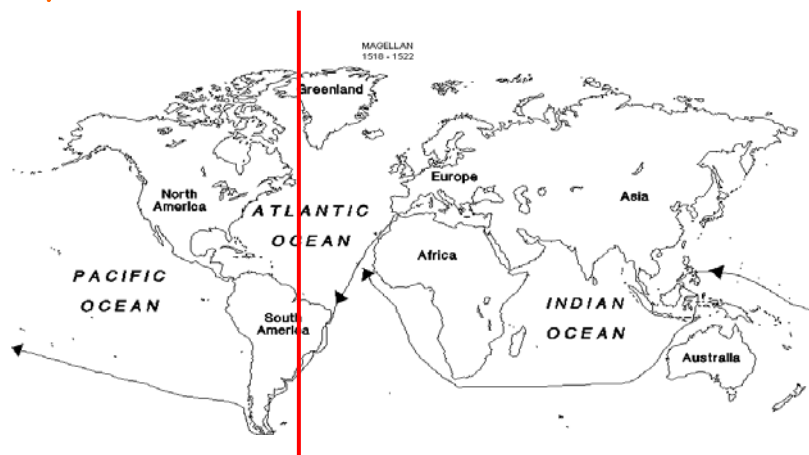 MAGELLAN
1518 - 1522
Greenland
North
America
ATLANTIC
OCEAN
Europe
Asia
Africa
PACIFIC
OCEAN
South
America
INDIAN
OCEAN
Australia